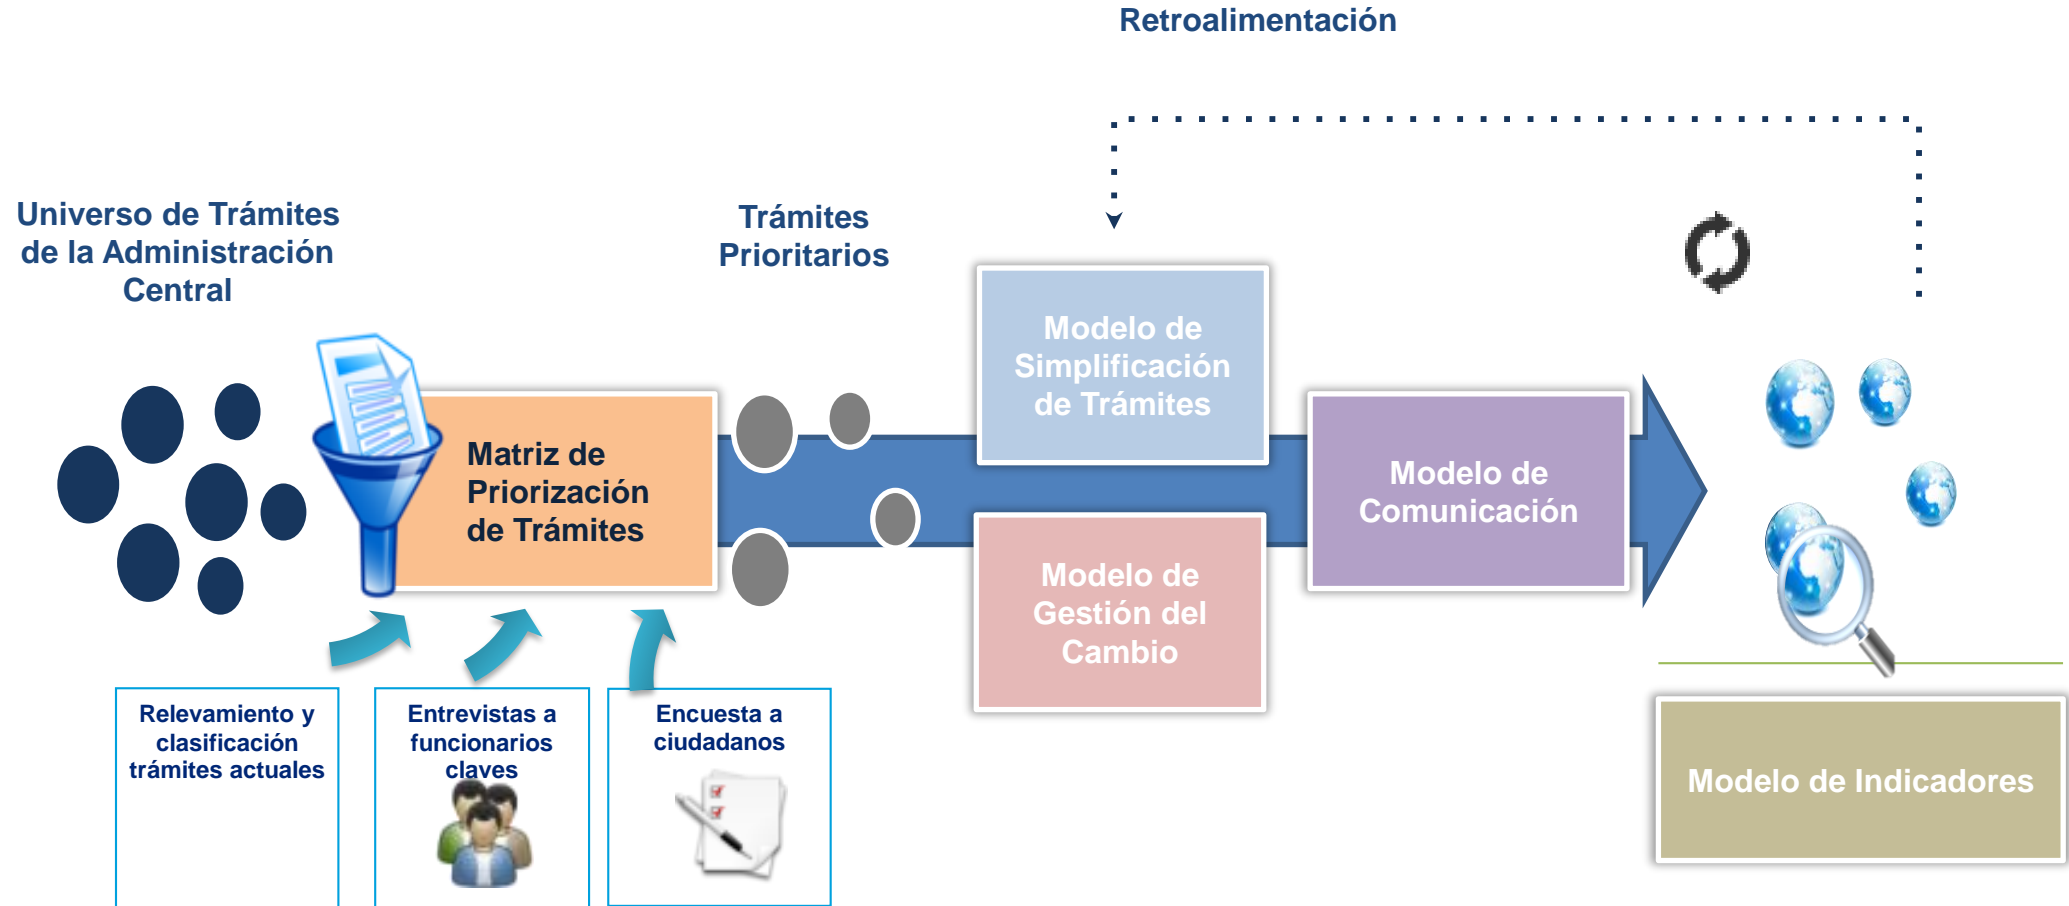 Retroalimentación
Universo de Trámites
de la Administración
Central
Trámites
Prioritarios
Matriz de
Priorización
de Trámites
Modelo de
Simplificación
de Trámites
Modelo de
Gestión del
Cambio
Modelo de
Comunicación
Relevamiento y
clasificación
trámites actuales
Entrevistas a
funcionarios
claves
Encuesta a
ciudadanos
Modelo de Indicadores